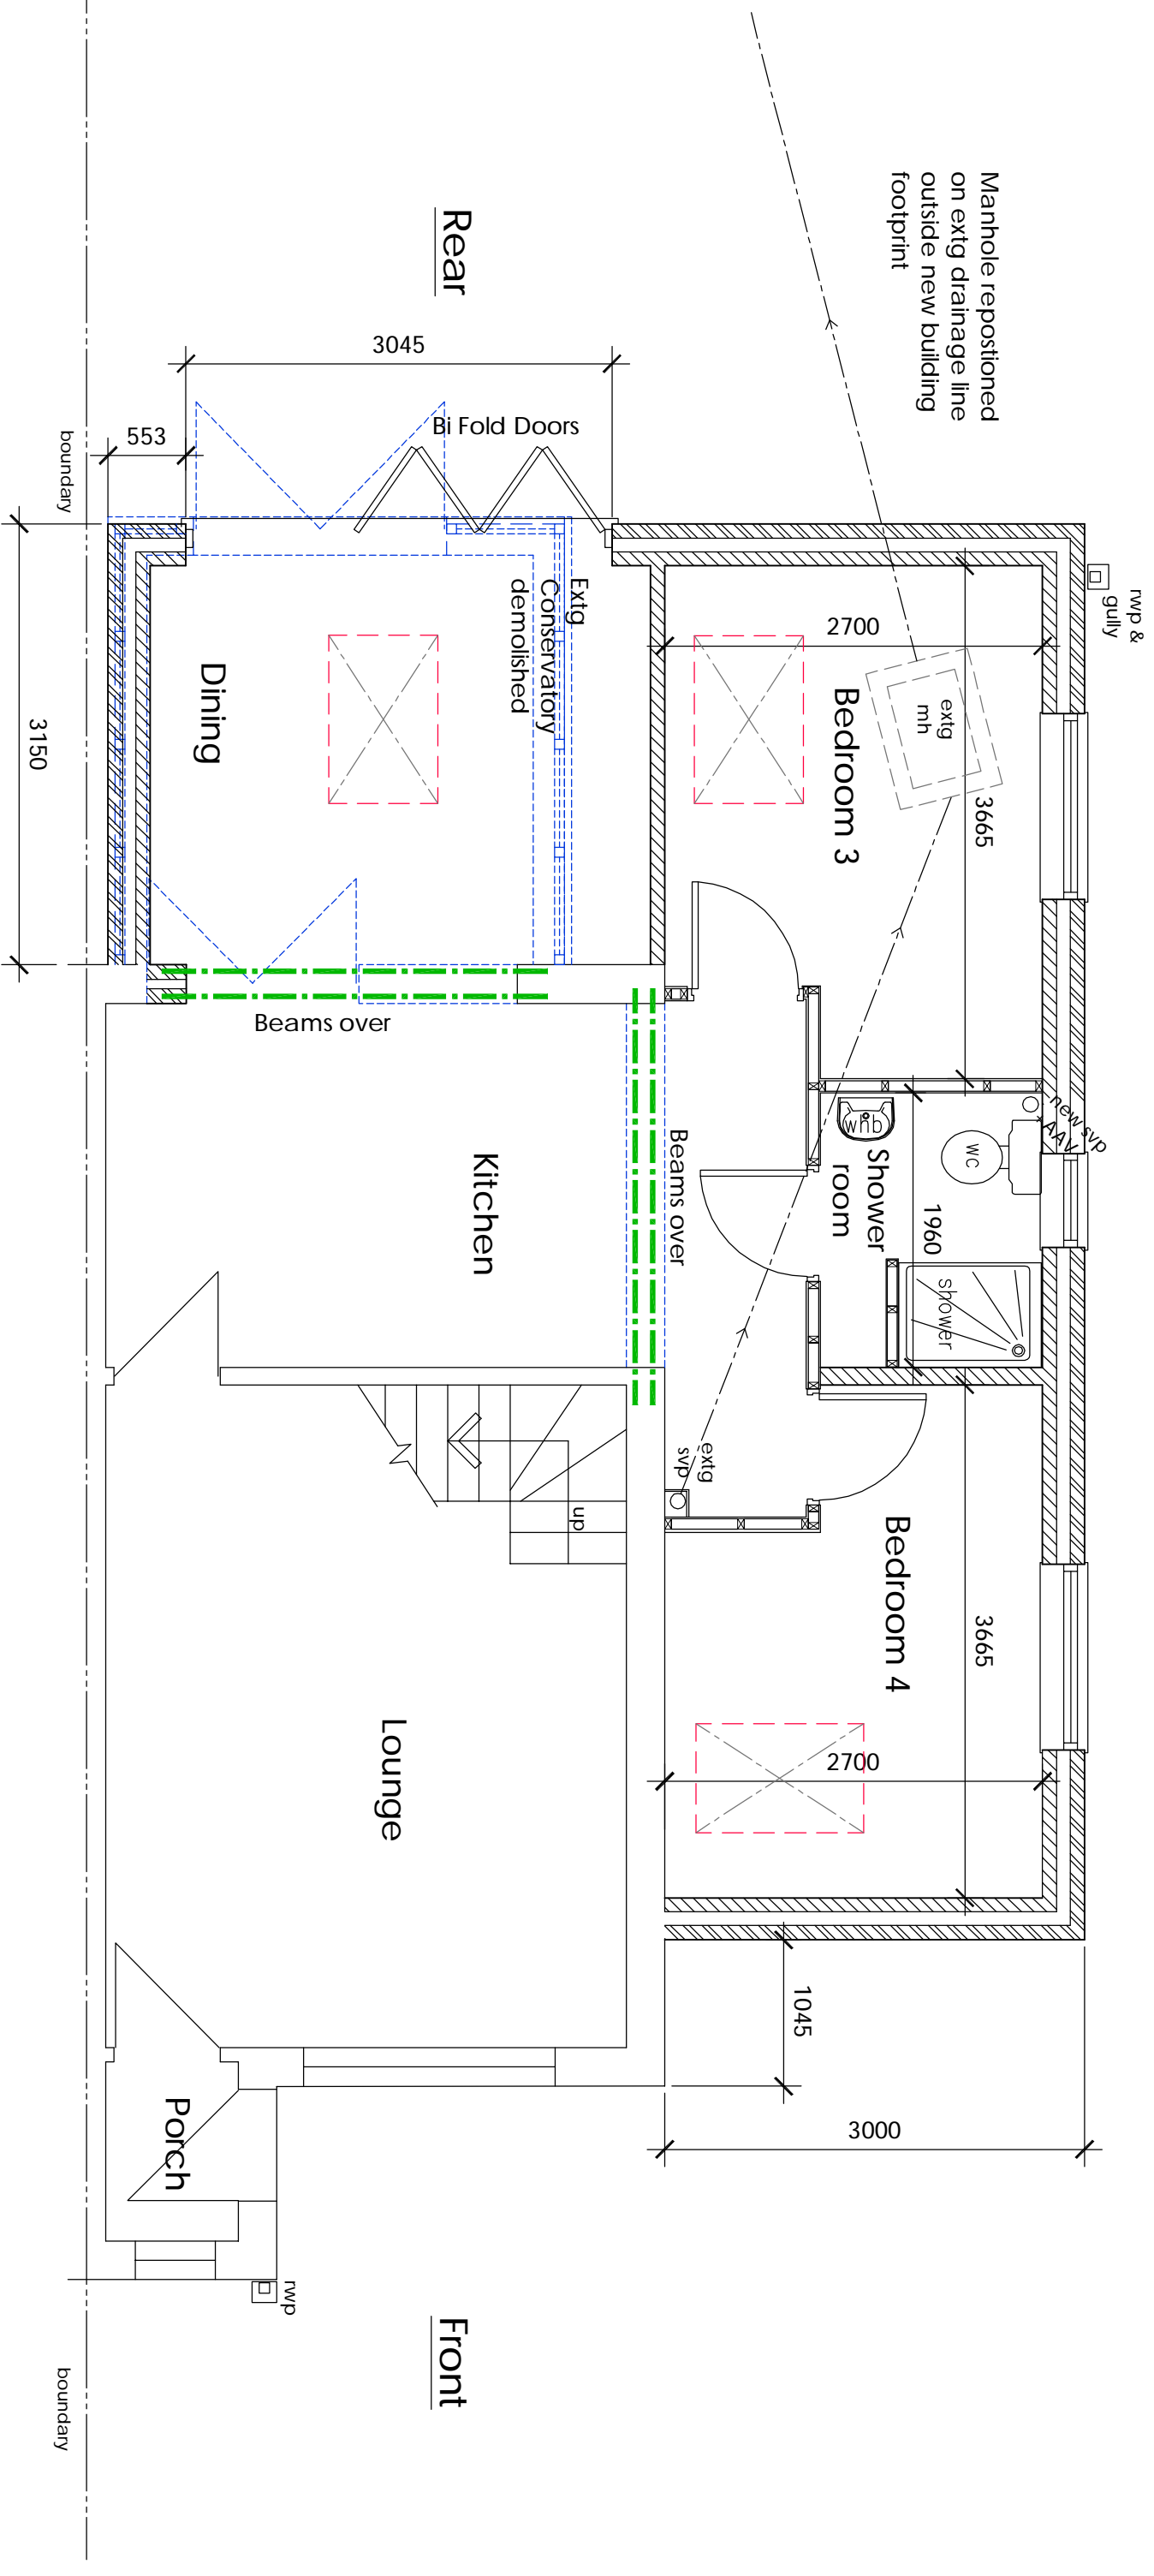 Manhole repostioned
on extg drainage line
outside new building
footprint
rwp &
gully
Rear
3045
553
boundary
Bi Fold Doors
3150
Extg
Conservatory
demolished
Dining
2700
Bedroom 3
extg
mh
3665
Beams over
Kitchen
Beams over
new svp
+AAV
whb
WC
Shower
room
1960
shower
extg
svp
up
Bedroom 4
3665
2700
Lounge
1045
3000
Porch
rwp
Front
boundary